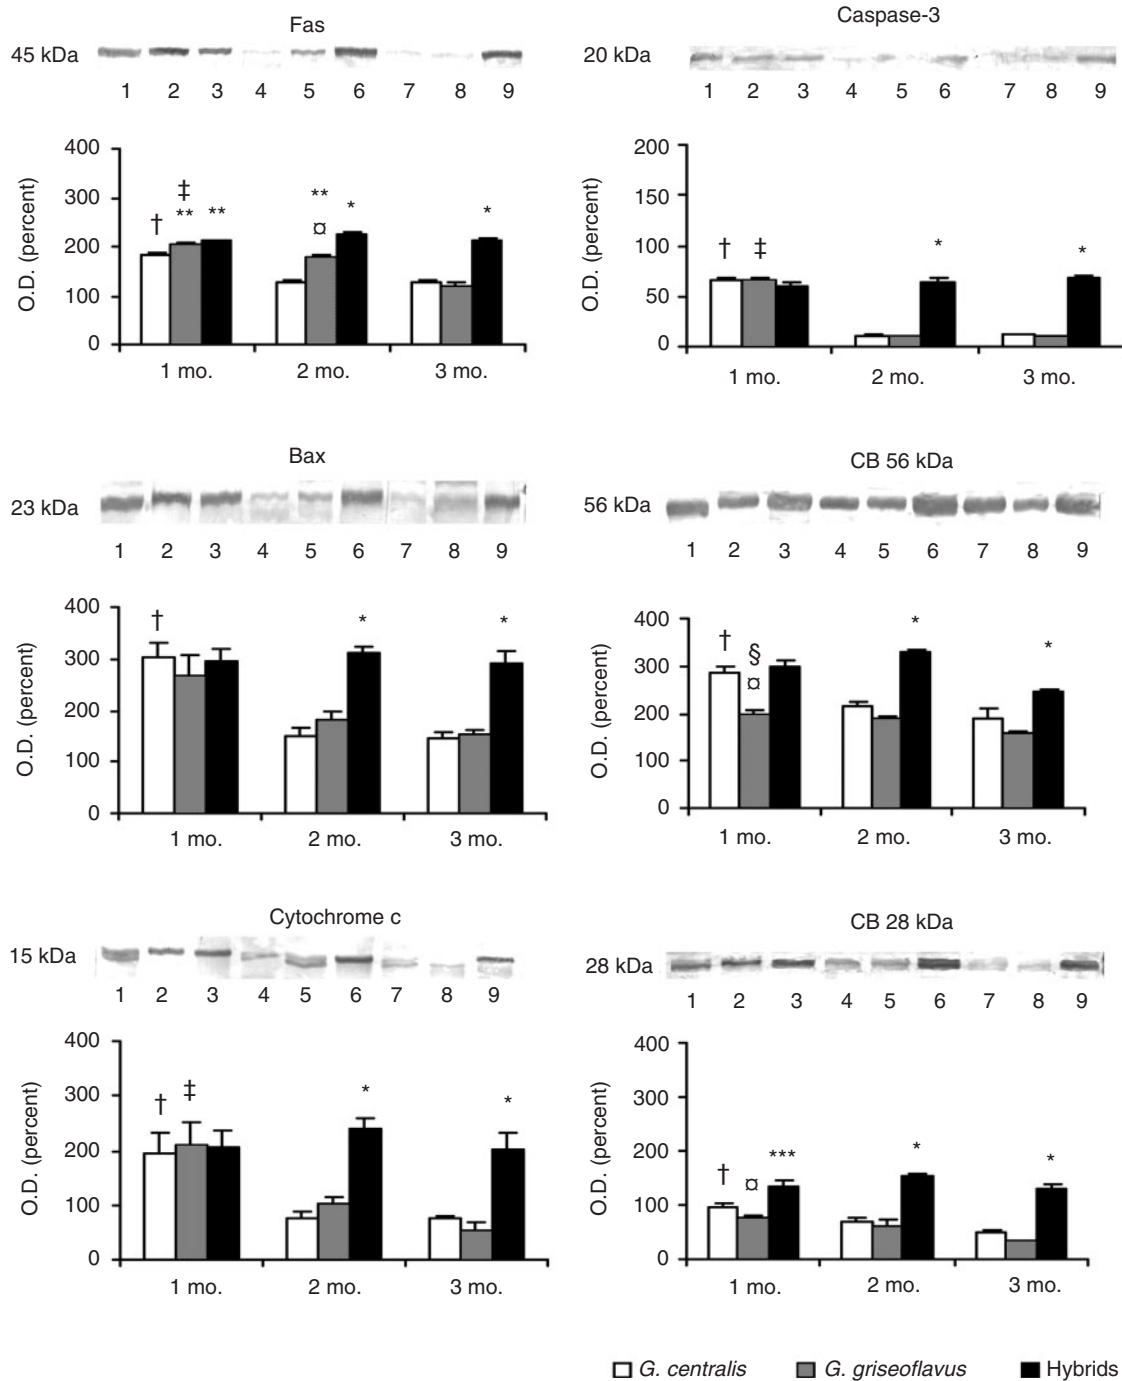 Fas
45 kDa
1 2 3 4 5 6 7 8 9
O.D. (percent)
400
300
200
100
0
†
‡
**
**
**
¤
*
*
1 mo. 2 mo. 3 mo.
Caspase-3
20 kDa
1 2 3 4 5 6 7 8 9
O.D. (percent)
200
150
100
50
0
† ‡ * *
1 mo. 2 mo. 3 mo.
Bax
23 kDa
1 2 3 4 5 6 7 8 9
O.D. (percent)
400
300
200
100
0
† * *
1 mo. 2 mo. 3 mo.
CB 56 kDa
56 kDa
1 2 3 4 5 6 7 8 9
O.D. (percent)
400
300
200
100
0
†
§
¤
*
*
1 mo. 2 mo. 3 mo.
Cytochrome c
15 kDa
1 2 3 4 5 6 7 8 9
O.D. (percent)
400
300
200
100
0
† ‡ * *
1 mo. 2 mo. 3 mo.
CB 28 kDa
28 kDa
1 2 3 4 5 6 7 8 9
O.D. (percent)
400
300
200
100
0
† ¤ *** * *
1 mo. 2 mo. 3 mo.
G. centralis G. griseoflavus Hybrids